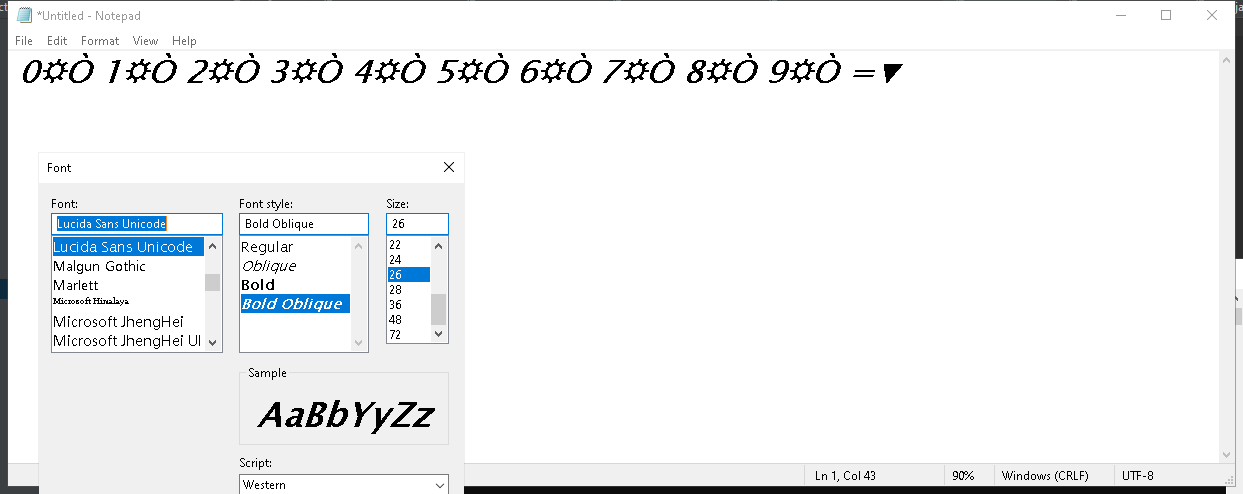 *Untitled - Notepad
File Edit Format View Help
0☼Ò 1☼Ò 2☼Ò 3☼Ò 4☼Ò 5☼Ò 6☼Ò 7☼Ò 8☼Ò 9☼Ò =▼
Font
Font:
Lucida Sans Unicode
Lucida Sans Unicode
Malgun Gothic
Marlett
Microsoft Himalaya
Microsoft JhengHei
Microsoft JhengHei UI
Font style:
Bold Oblique
Regular
Oblique
Bold
Bold Oblique
Size:
26
22
24
26
28
36
48
72
Sample
AaBbYyZz
Script:
Western
Ln 1, Col 43 90% Windows (CRLF) UTF-8